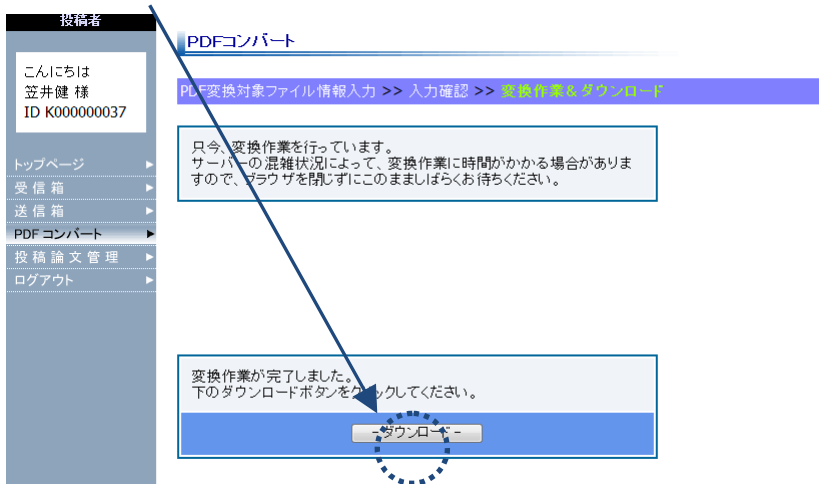 投稿者
こんにちは
笠井健 様
ID K000000037
トップページ
受信箱
送信箱
PDF コンバート
投稿論文管理
ログアウト
PDFコンバート
PDF変換対象ファイル情報入力 >> 入力確認 >> 変換作業&ダウンロード
只今、変換作業を行っています。
サーバーの混雑状況によって、変換作業に時間がかかる場合がありま
すので、ブラウザを閉じずにこのまましばらくお待ちください。
変換作業が完了しました。
下のダウンロードボタンをクリックしてください。
-ダウンロード-